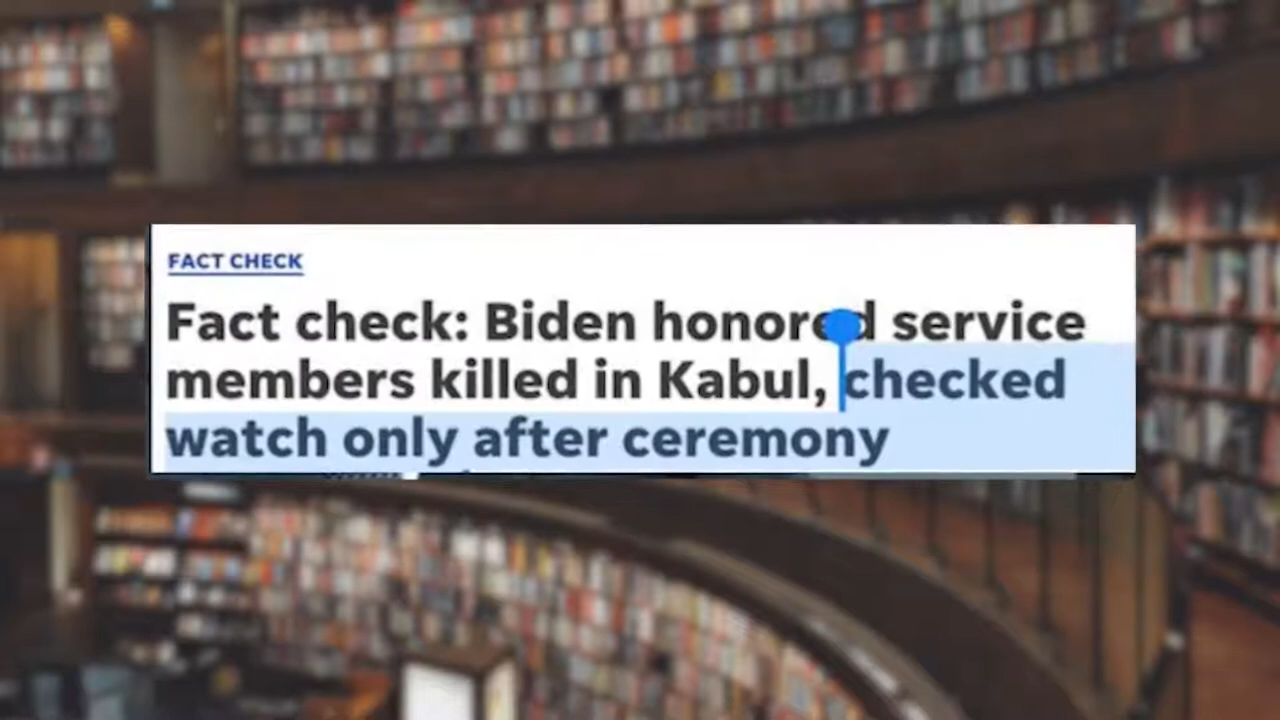 FACT CHECK
Fact check: Biden honored service
members killed in Kabul, checked
watch only after ceremony